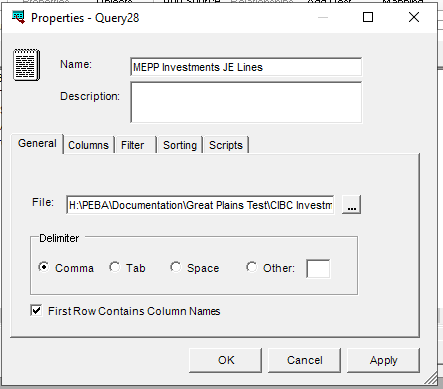 Properties - Query28
Name: MEPP Investments JE Lines
Description:
General Columns Filter Sorting Scripts
File: H:\PEBA\Documentation\Great Plains Test\CIBC Investm ...
Delimiter
Comma Tab Space Other:
First Row Contains Column Names
OK Cancel Apply